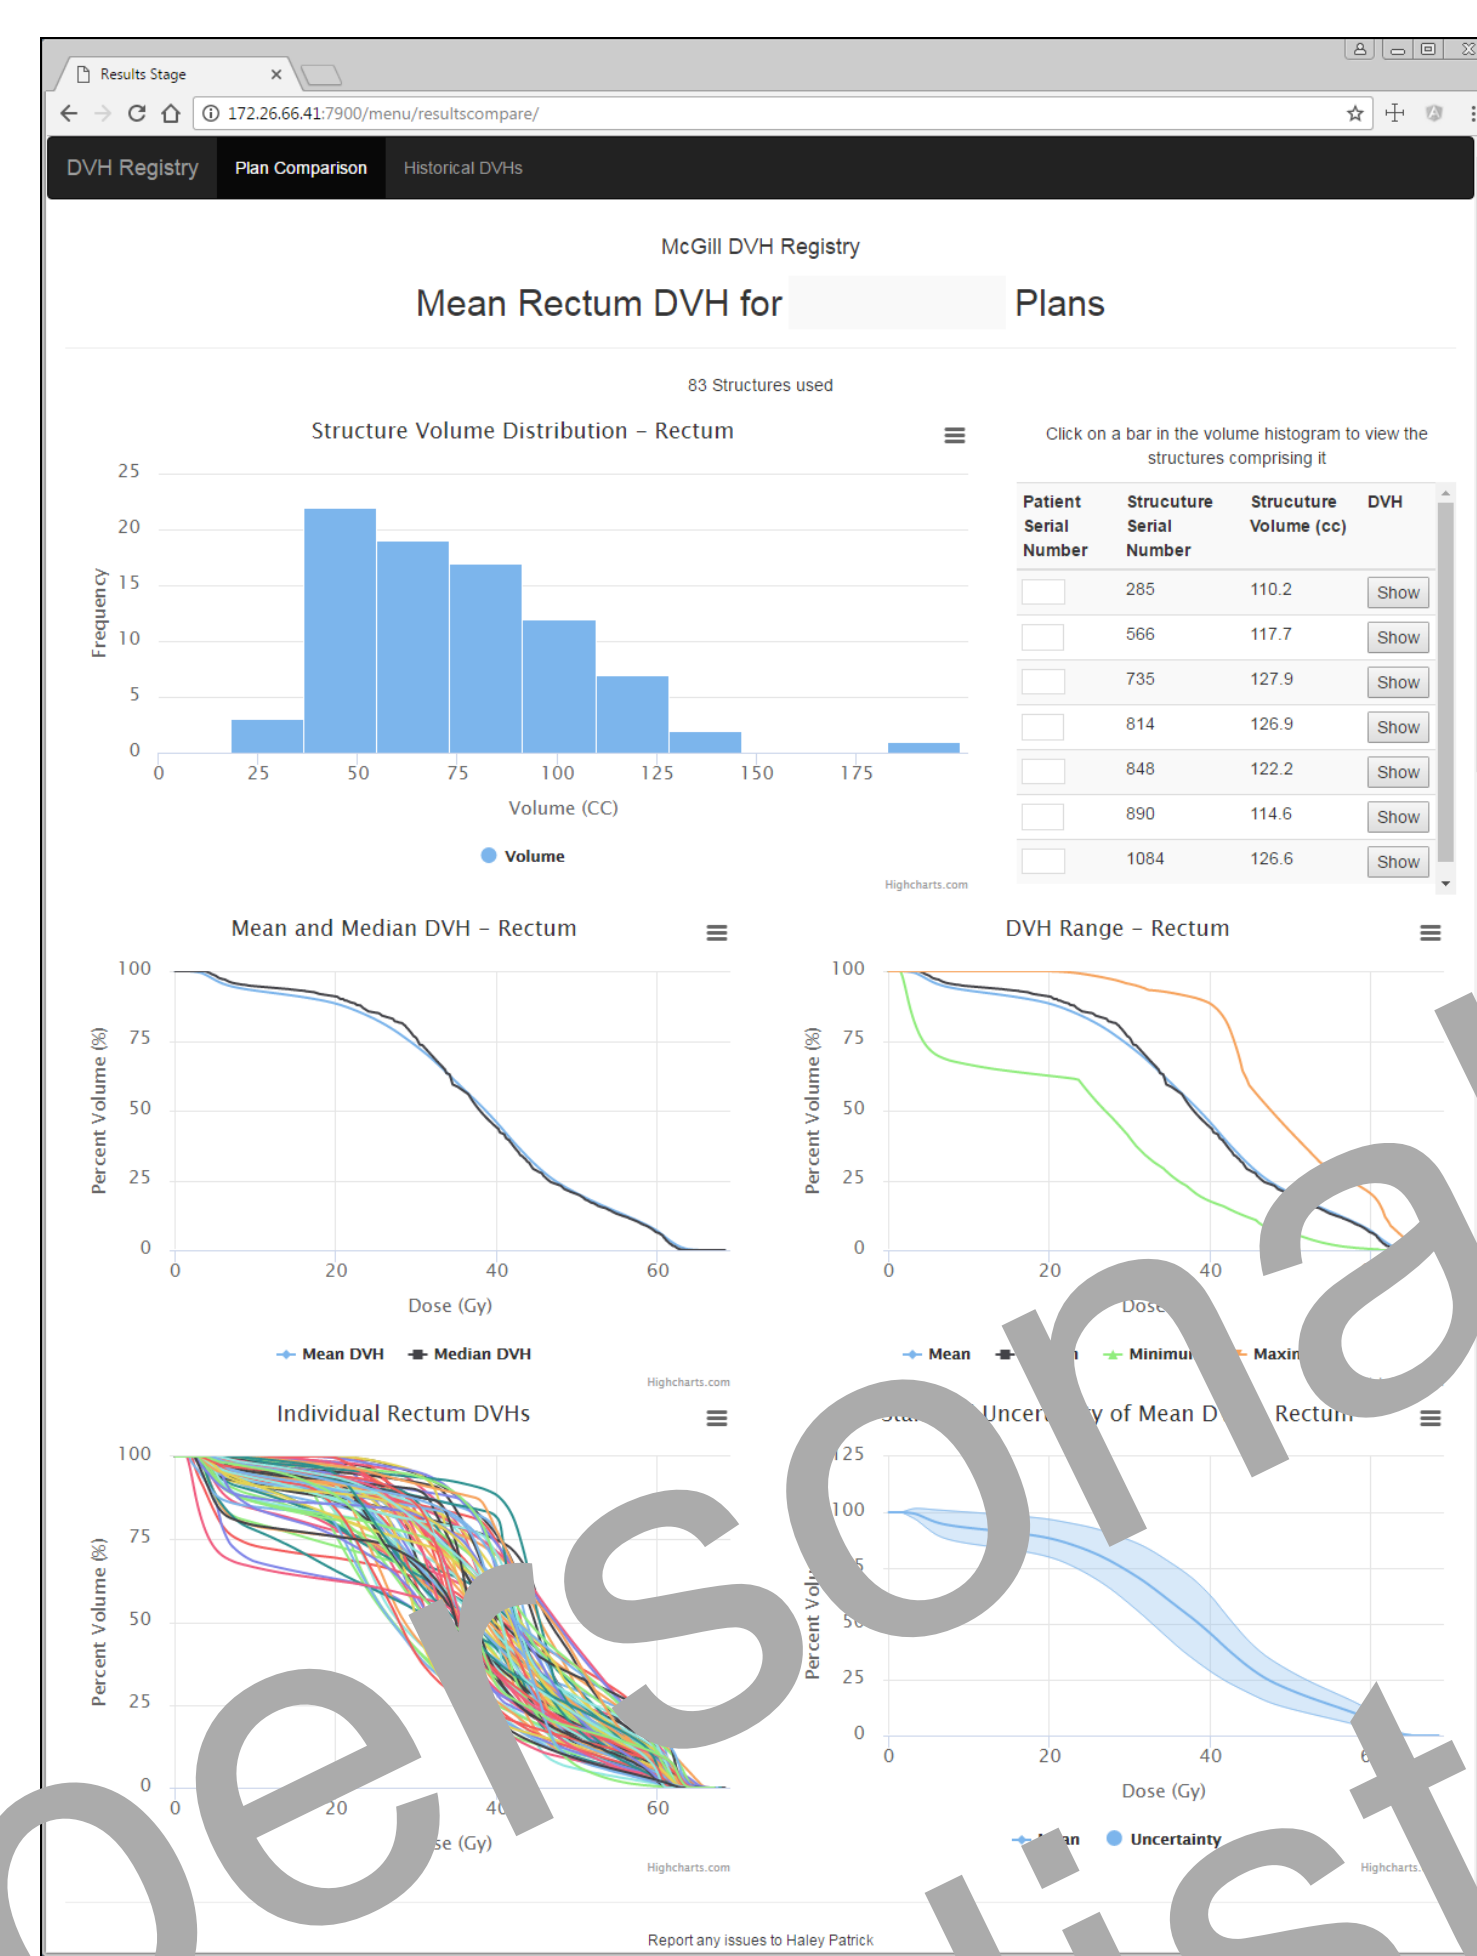 Results Stage
172.26.66.41:7900/menu/resultscompare/
DVH Registry Plan Comparison Historical DVHs
McGill DVH Registry
Mean Rectum DVH for Plans
83 Structures used
Structure Volume Distribution – Rectum
25
20
15
10
5
0
Frequency
0 25 50 75 100 125 150 175
Volume (CC)
Volume
Highcharts.com
Click on a bar in the volume histogram to view the
structures comprising it
Patient Serial Number Strucuture Serial Number Strucuture Volume (cc) DVH
285 110.2 Show
566 117.7 Show
735 127.9 Show
814 126.9 Show
848 122.2 Show
890 114.6 Show
1084 126.6 Show
Mean and Median DVH – Rectum
100
75
50
25
0
Percent Volume (%)
0 20 40 60
Dose (Gy)
Mean DVH Median DVH
Highcharts.com
DVH Range – Rectum
100
75
50
25
0
Percent Volume (%)
0 20 40
Mean
Individual Rectum DVHs
100
75
50
25
0
Percent Volume (%)
0 20 60
(Gy)
Highcharts.com
of Mean Rectum
125
100
25
0
Percent
0 20 40
Dose (Gy)
Uncertainty
Report any issues to Haley Patrick
persona